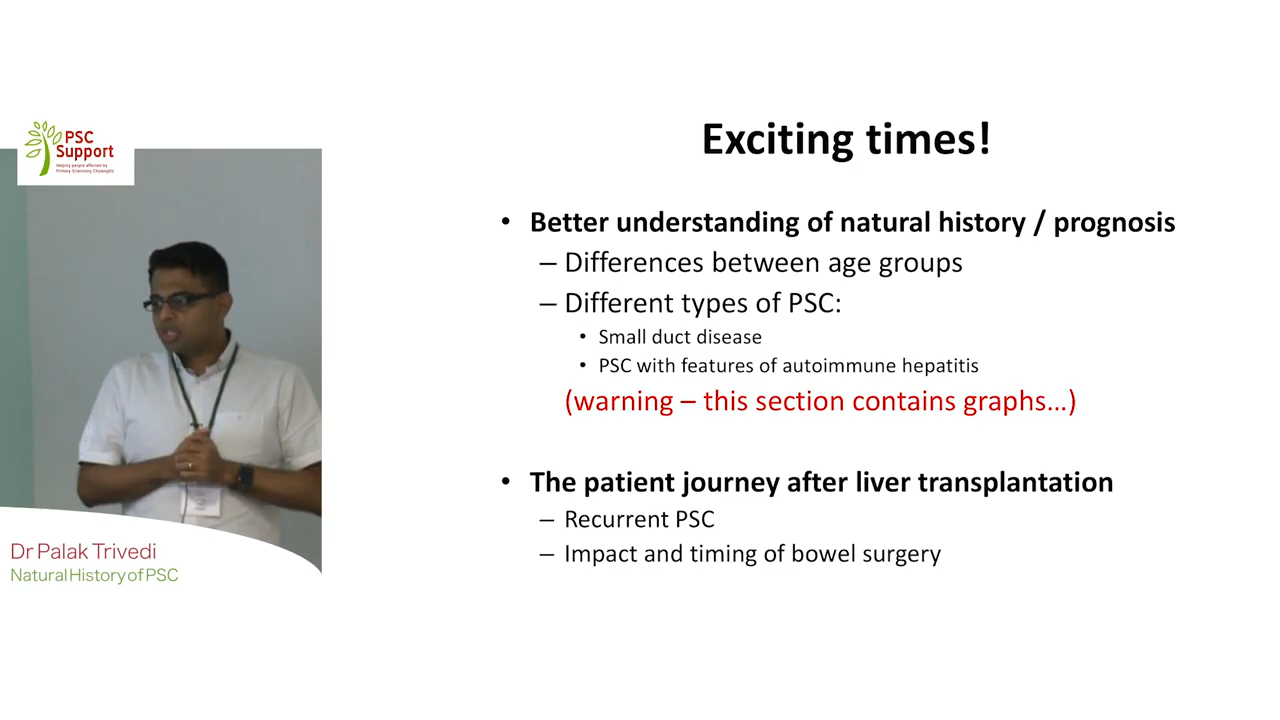 PSC
Support
Helping people affected by
Primary Sclerosing Cholangitis
Exciting times!
• Better understanding of natural history / prognosis
– Differences between age groups
– Different types of PSC:
• Small duct disease
• PSC with features of autoimmune hepatitis
(warning – this section contains graphs...)
• The patient journey after liver transplantation
– Recurrent PSC
– Impact and timing of bowel surgery
Dr Palak Trivedi
Natural History of PSC